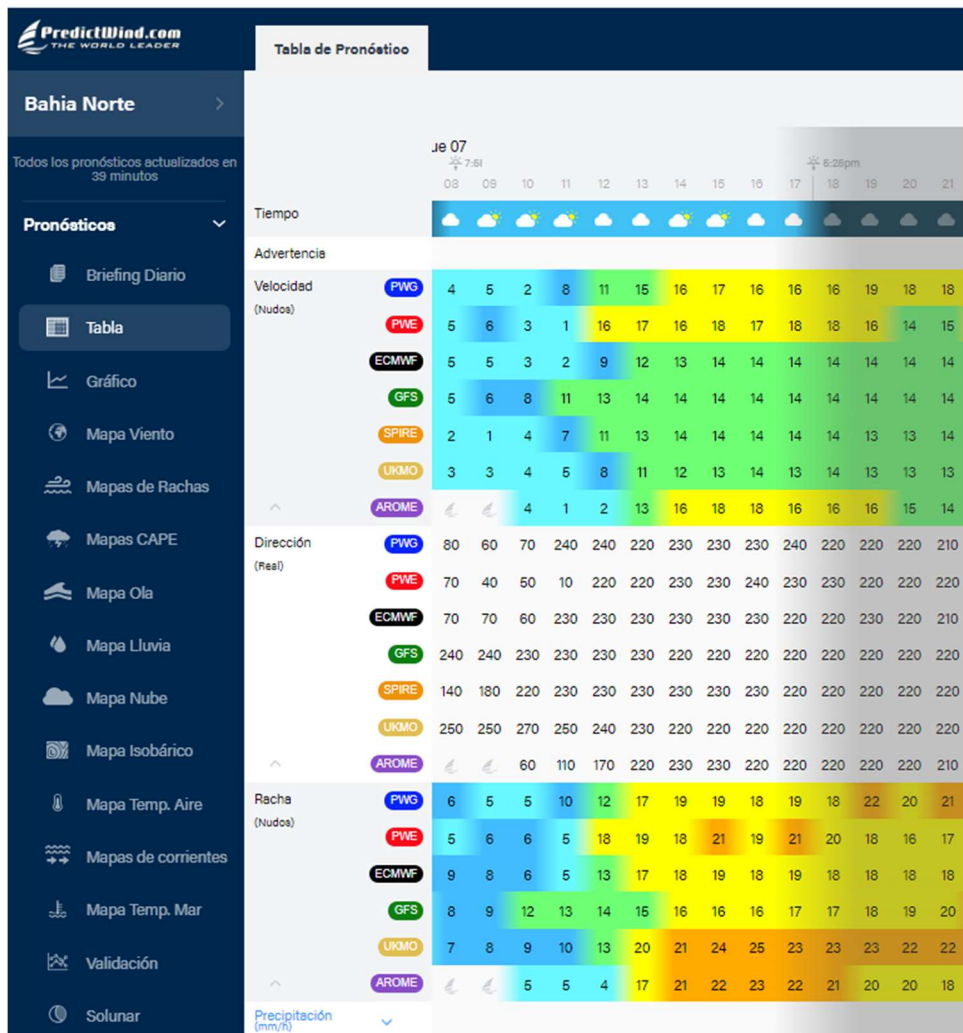 PredictWind.com
THE WORLD LEADER
Tabla de Pronóstico
Bahia Norte
Todos los pronósticos actualizados en
39 minutos
Pronósticos
Briefing Diario
Tabla
Gráfico
Mapa Viento
Mapas de Rachas
Mapas CAPE
Mapa Ola
Mapa Lluvia
Mapa Nube
Mapa Isobárico
Mapa Temp. Aire
Mapas de corrientes
Mapa Temp. Mar
Validación
Solunar
ue 07
7:51 6:26pm
08 09 10 11 12 13 14 15 16 17 18 19 20 21
Tiempo
Advertencia
Velocidad PWG 4 5 2 8 11 15 16 17 16 16 16 19 18 18
(Nudos)
PWE 5 6 3 1 16 17 16 18 17 18 18 16 14 15
ECMWF 5 5 3 2 9 12 13 14 14 14 14 14 14 14
GFS 5 6 8 11 13 14 14 14 14 14 14 14 14 14
SPIRE 2 1 4 7 11 13 14 14 14 14 14 13 13 14
UKMO 3 3 4 5 8 11 12 13 14 13 14 13 13 13
AROME 4 1 2 13 16 18 18 16 16 16 15 14
Dirección PWG 80 60 70 240 240 220 230 230 230 240 220 220 220 210
(Real)
PWE 70 40 50 10 220 220 230 230 240 230 230 220 220 220
ECMWF 70 70 60 230 230 230 230 230 220 220 220 230 220 210
GFS 240 240 230 230 230 230 220 220 220 220 220 220 220 220
SPIRE 140 180 220 230 230 230 230 230 230 220 220 220 220 220
UKMO 250 250 270 250 240 230 220 220 220 220 220 220 220 220
AROME 60 110 170 220 230 230 220 220 220 220 220 210
Racha PWG 6 5 5 10 12 17 19 19 18 19 18 22 20 21
(Nudos)
PWE 5 6 6 5 18 19 18 21 19 21 20 18 16 17
ECMWF 9 8 6 5 13 17 18 19 18 19 18 18 18 18
GFS 8 9 12 13 14 15 16 16 16 17 17 18 19 20
UKMO 7 8 9 10 13 20 21 24 25 23 23 23 22 22
AROME 5 5 4 17 21 22 23 22 21 20 20 18
Precipitación
(mm/h)